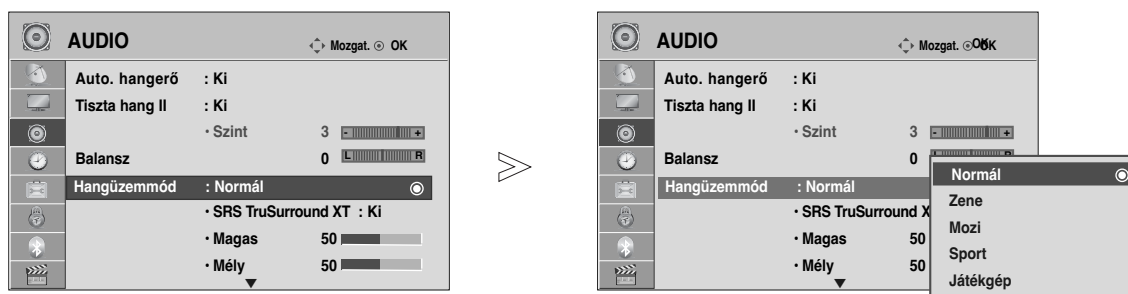 AUDIO Mozgat. OK
Auto. hangerő : Ki
Tiszta hang II : Ki
• Szint 3 - +
Balansz 0 L R
Hangüzemmód : Normál
• SRS TruSurround XT : Ki
• Magas 50
• Mély 50
>
AUDIO Mozgat. OK
Auto. hangerő : Ki
Tiszta hang II : Ki
• Szint 3 - +
Balansz 0 L R
Hangüzemmód : Normál
• SRS TruSurround X
• Magas 50
• Mély 50
Normál
Zene
Mozi
Sport
Játékgép